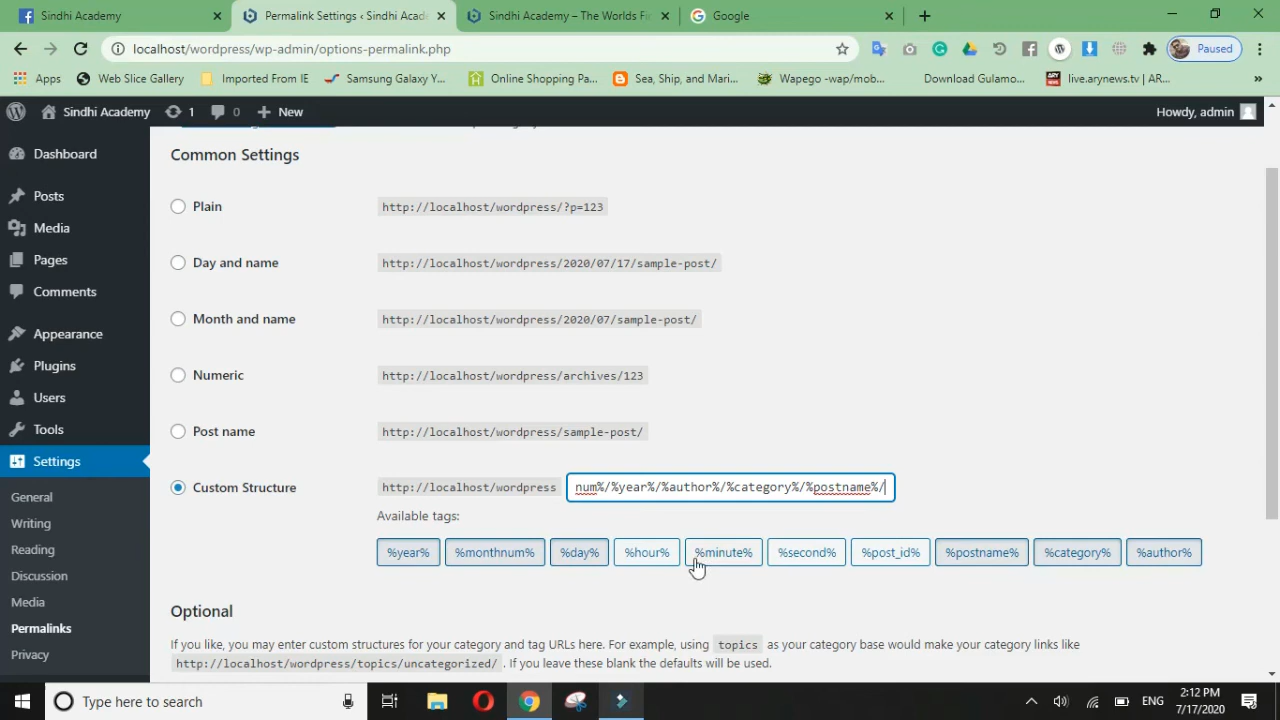 Sindhi Academy
Permalink Settings ‹ Sindhi Acad
Sindhi Academy – The Worlds Fi
Google
localhost/wordpress/wp-admin/options-permalink.php
Paused
Apps
Web Slice Gallery
Imported From IE
Samsung Galaxy Y...
Online Shopping Pa...
Sea, Ship, and Mari...
Wapego -wap/mob...
Download Gulamo...
live.arynews.tv | AR...
Sindhi Academy
1
0
New
Howdy, admin
Dashboard
Posts
Media
Pages
Comments
Appearance
Plugins
Users
Tools
Settings
General
Writing
Reading
Discussion
Media
Permalinks
Privacy
Common Settings
Plain
http://localhost/wordpress/?p=123
Day and name
http://localhost/wordpress/2020/07/17/sample-post/
Month and name
http://localhost/wordpress/2020/07/sample-post/
Numeric
http://localhost/wordpress/archives/123
Post name
http://localhost/wordpress/sample-post/
Custom Structure
http://localhost/wordpress
num%/%year%/%author%/%category%/%postname%/
Available tags:
%year% %monthnum% %day% %hour% %minute% %second% %post_id% %postname% %category% %author%
Optional
If you like, you may enter custom structures for your category and tag URLs here. For example, using topics as your category base would make your category links like
http://localhost/wordpress/topics/uncategorized/ . If you leave these blank the defaults will be used.
Type here to search
ENG
2:12 PM
7/17/2020